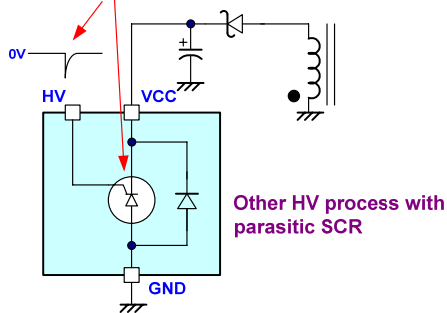 0V
HV
VCC
+
Other HV process with
parasitic SCR
GND